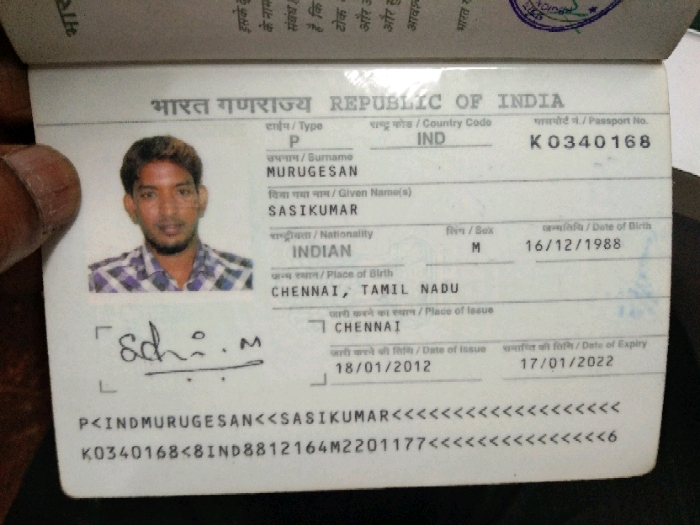 भारत गणराज्य REPUBLIC OF INDIA
टाईप / Type राष्ट्र कोड / Country Code पासपोर्ट नं. / Passport No.
P IND K0340168
उपनाम / Surname
MURUGESAN
दिया गया नाम / Given Name(s)
SASIKUMAR
राष्ट्रीयता / Nationality लिंग / Sex जन्मतिथि / Date of Birth
INDIAN M 16/12/1988
जन्म स्थान / Place of Birth
CHENNAI, TAMIL NADU
जारी करने का स्थान / Place of Issue
CHENNAI
जारी करने की तिथि / Date of Issue समाप्ति की तिथि / Date of Expiry
18/01/2012 17/01/2022
P<INDMURUGESAN<<SASIKUMAR<<<<<<<<<<<<<<<<<<<
K0340168<8IND8812164M2201177<<<<<<<<<<<<<<<6